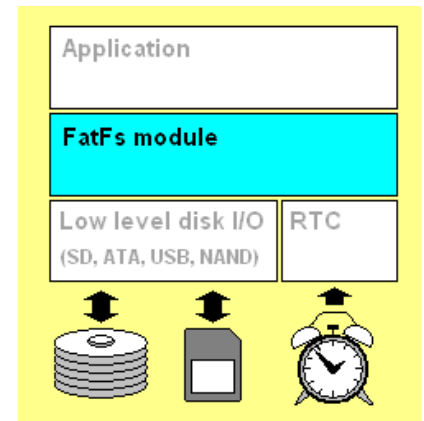 Application
FatFs module
Low level disk I/O
(SD, ATA, USB, NAND)
RTC